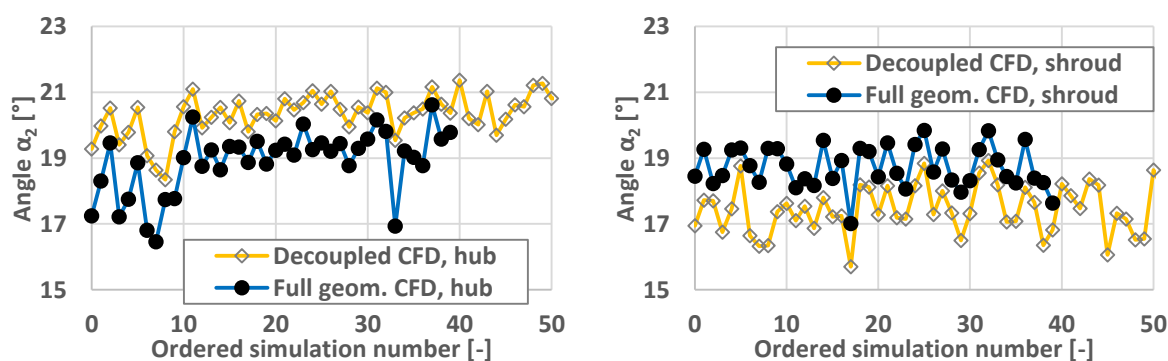 23
21
19
17
15
Angle α₂ [°]
Decoupled CFD, hub
Full geom. CFD, hub
0 10 20 30 40 50
Ordered simulation number [-]
23
21
19
17
15
Angle α₂ [°]
Decoupled CFD, shroud
Full geom. CFD, shroud
0 10 20 30 40 50
Ordered simulation number [-]